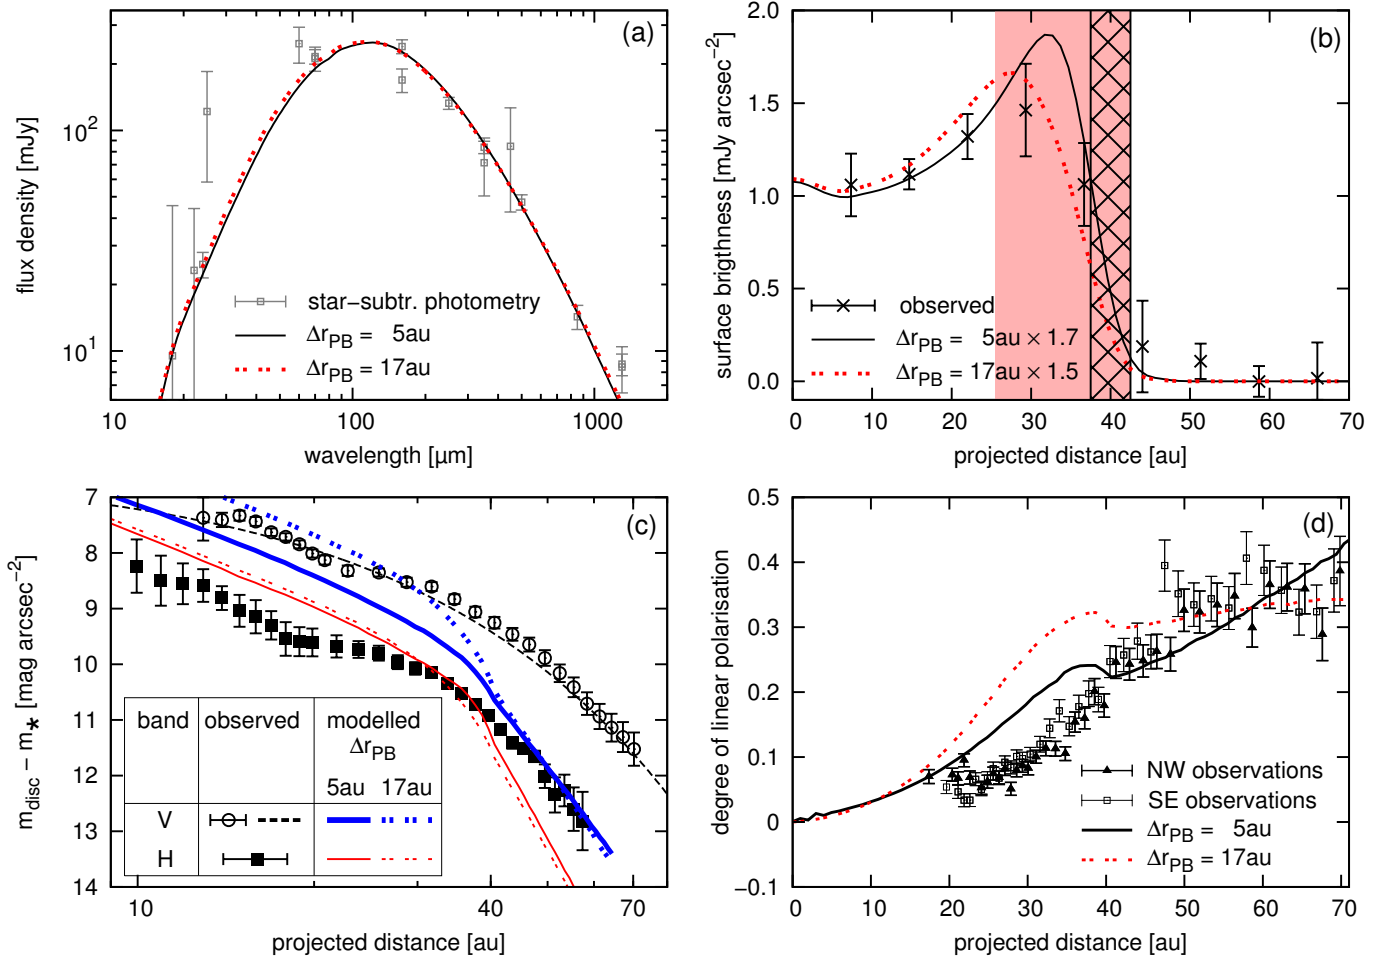 (a)
flux density [mJy]
10²
10¹
star−subtr. photometry
Δr_PB = 5au
Δr_PB = 17au
10 100 1000
wavelength [µm]
(b)
surface brigthness [mJy arcsec⁻²]
2.0
1.5
1.0
0.5
0.0
observed
Δr_PB = 5au × 1.7
Δr_PB = 17au × 1.5
0 10 20 30 40 50 60 70
projected distance [au]
(c)
m_disc − m_★ [mag arcsec⁻²]
7
8
9
10
11
12
13
14
band observed modelled
Δr_PB
5au 17au
V
H
10 40 70
projected distance [au]
(d)
degree of linear polarisation
0.5
0.4
0.3
0.2
0.1
0
−0.1
NW observations
SE observations
Δr_PB = 5au
Δr_PB = 17au
0 10 20 30 40 50 60 70
projected distance [au]